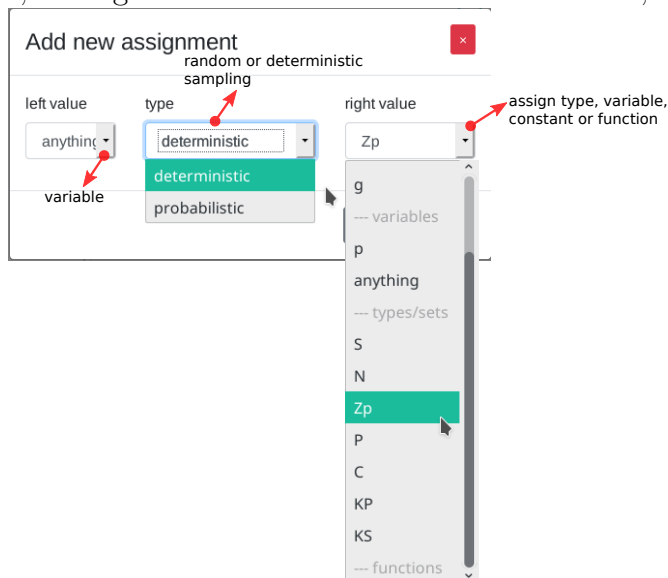 Add new assignment
×
random or deterministic
sampling
left value
type
right value
assign type, variable,
constant or function
anything
deterministic
Zp
variable
deterministic
probabilistic
g
--- variables
p
anything
--- types/sets
S
N
Zp
P
C
KP
KS
--- functions